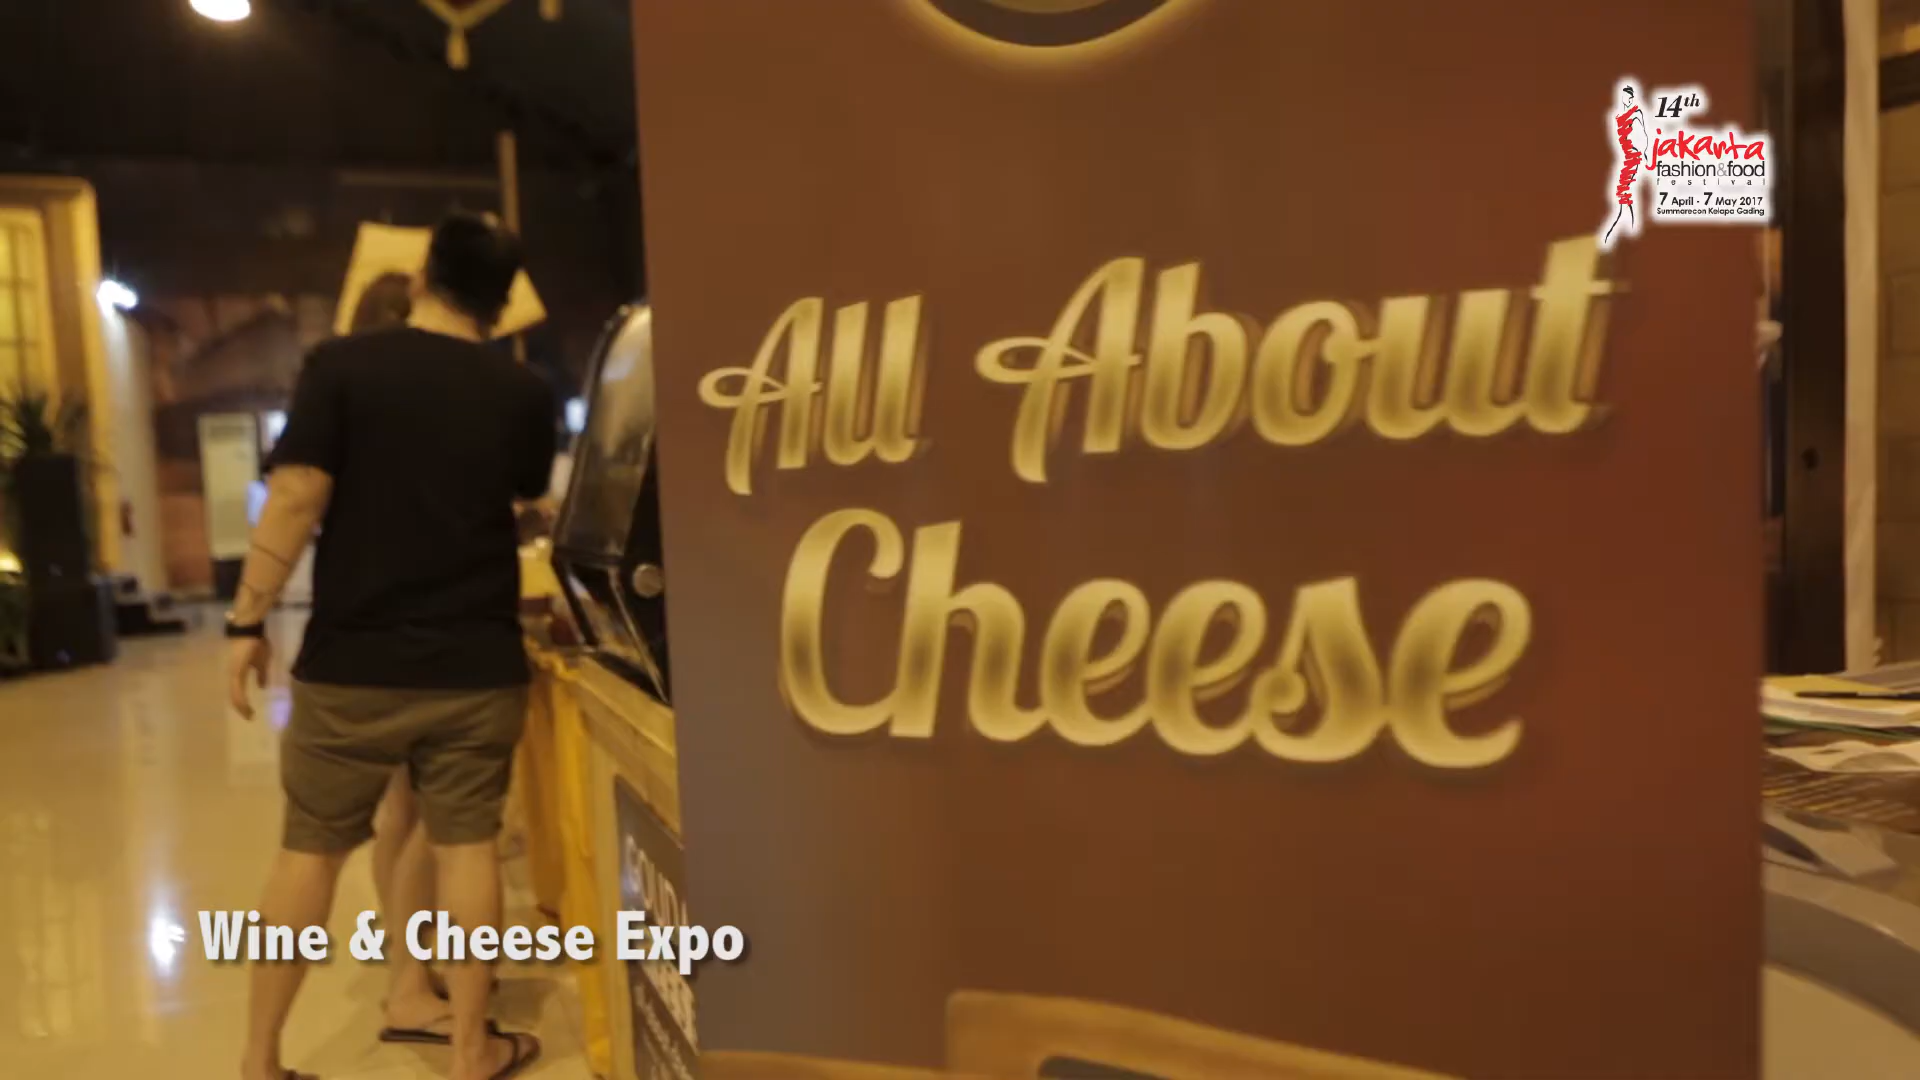 14th
jakarta
fashion&food
festival
7 April - 7 May 2017
Summarecon Kelapa Gading
All About
Cheese
Wine & Cheese Expo